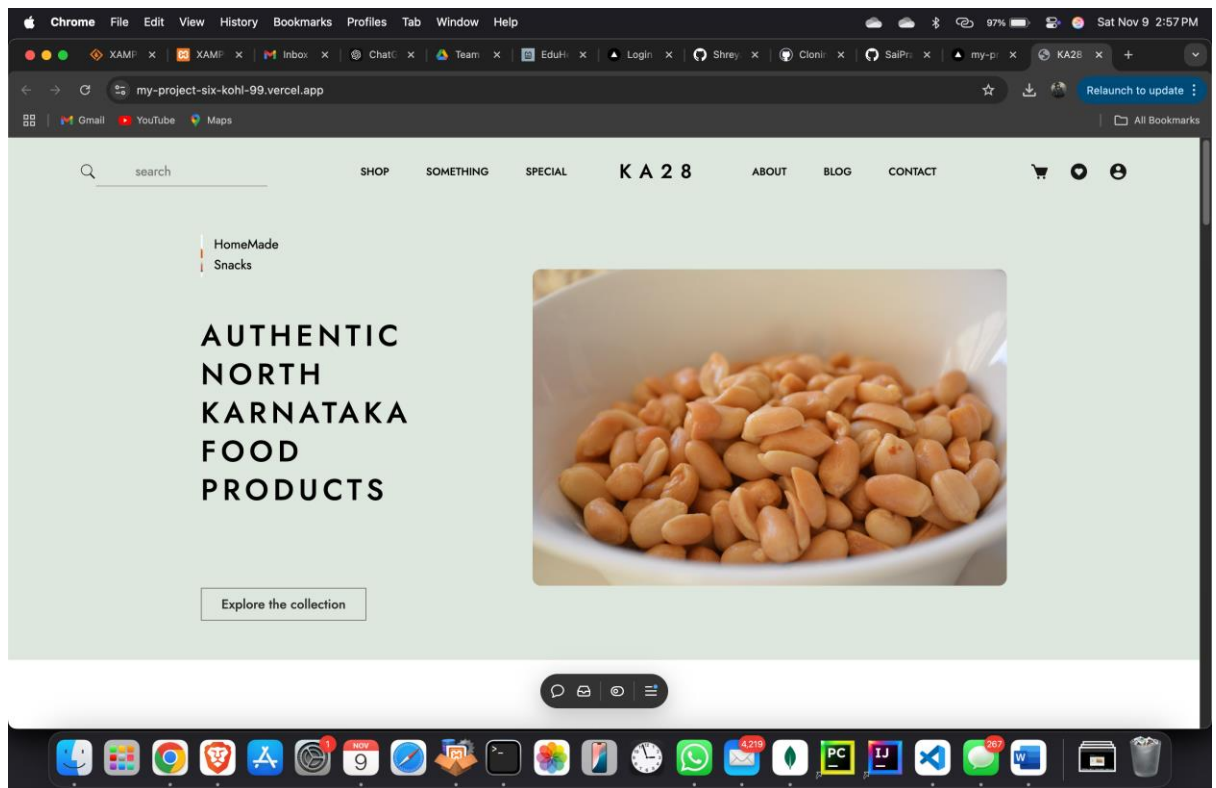 Chrome File Edit View History Bookmarks Profiles Tab Window Help 97% Sat Nov 9 2:57 PM
XAMP XAMP Inbox ChatG Team EduH Login Shrey Clonin SaiPra my-pr KA28
my-project-six-kohl-99.vercel.app Relaunch to update
Gmail YouTube Maps All Bookmarks
search SHOP SOMETHING SPECIAL KA28 ABOUT BLOG CONTACT
HomeMade
Snacks
AUTHENTIC
NORTH
KARNATAKA
FOOD
PRODUCTS
Explore the collection
1 NOV 9 4,219 PC IJ 267 W